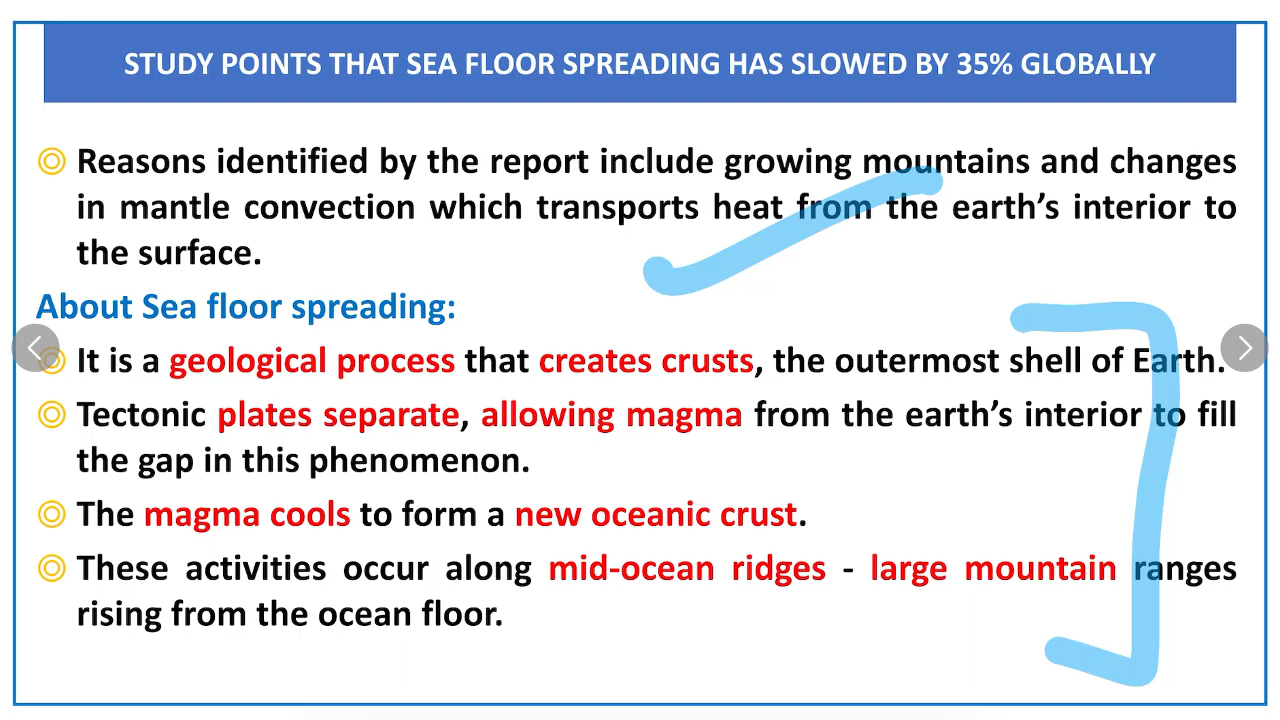 STUDY POINTS THAT SEA FLOOR SPREADING HAS SLOWED BY 35% GLOBALLY
Reasons identified by the report include growing mountains and changes
in mantle convection which transports heat from the earth's interior to
the surface.
About Sea floor spreading:
It is a geological process that creates crusts, the outermost shell of Earth.
Tectonic plates separate, allowing magma from the earth's interior to fill
the gap in this phenomenon.
The magma cools to form a new oceanic crust.
These activities occur along mid-ocean ridges - large mountain ranges
rising from the ocean floor.